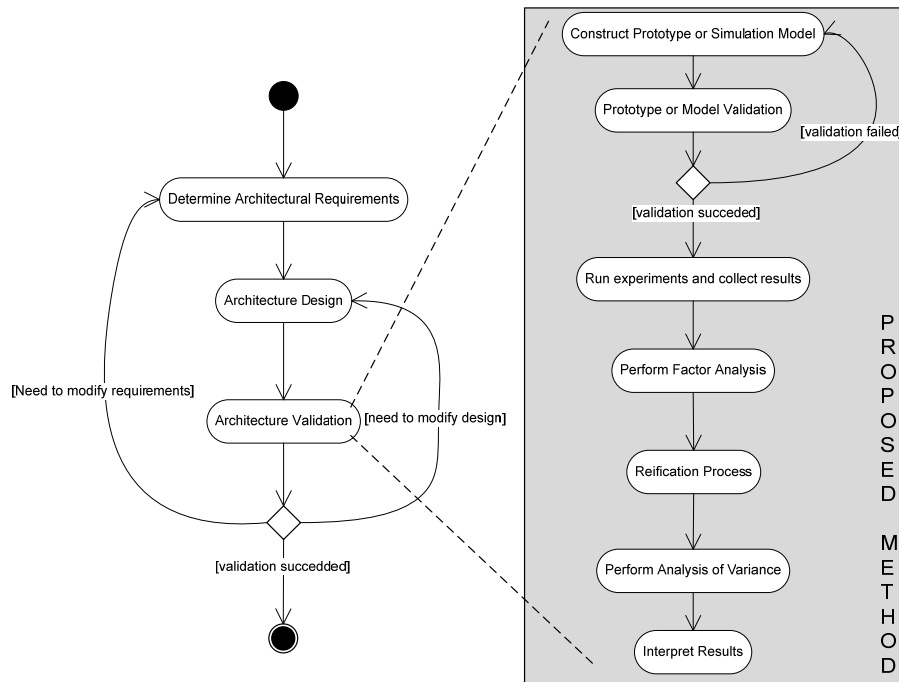 Determine Architectural Requirements
Architecture Design
[Need to modify requirements]
Architecture Validation
[need to modify design]
[validation succedded]
Construct Prototype or Simulation Model
Prototype or Model Validation
[validation failed]
[validation succeded]
Run experiments and collect results
Perform Factor Analysis
Reification Process
Perform Analysis of Variance
Interpret Results
PROPOSED METHOD